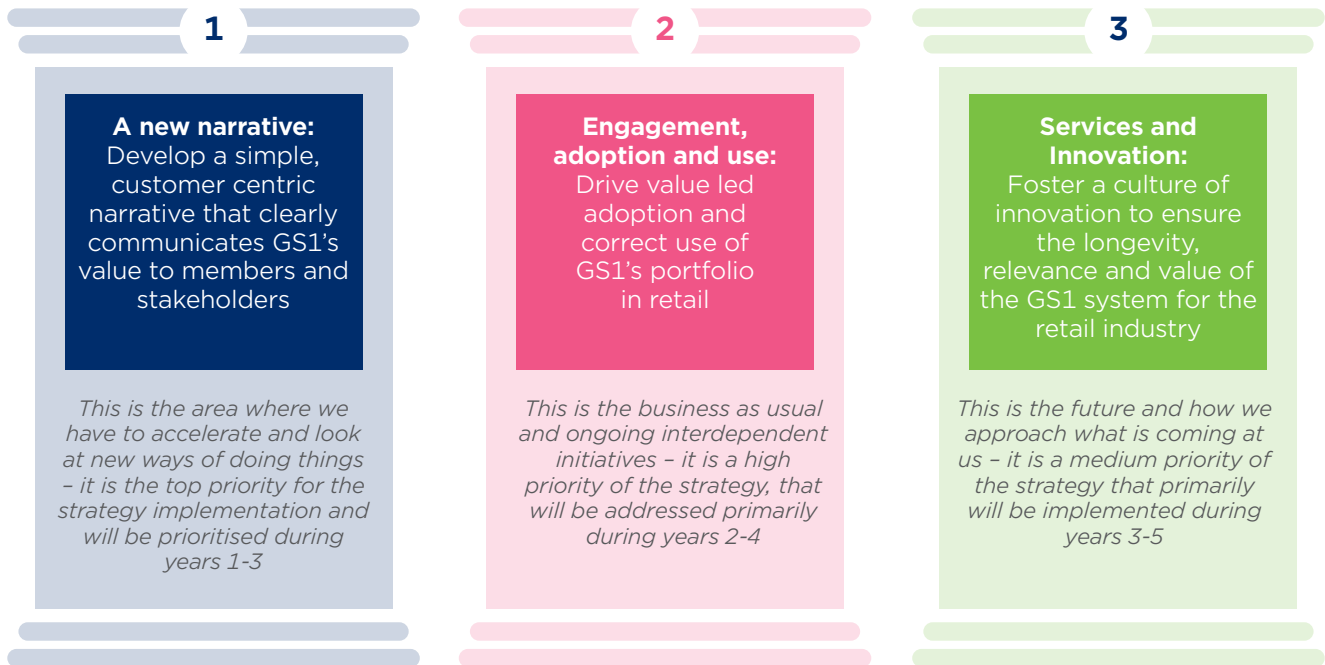 1
A new narrative:
Develop a simple,
customer centric
narrative that clearly
communicates GS1's
value to members and
stakeholders
This is the area where we
have to accelerate and look
at new ways of doing things
– it is the top priority for the
strategy implementation and
will be prioritised during
years 1-3
2
Engagement,
adoption and use:
Drive value led
adoption and
correct use of
GS1's portfolio
in retail
This is the business as usual
and ongoing interdependent
initiatives – it is a high
priority of the strategy, that
will be addressed primarily
during years 2-4
3
Services and
Innovation:
Foster a culture of
innovation to ensure
the longevity,
relevance and value of
the GS1 system for the
retail industry
This is the future and how we
approach what is coming at
us – it is a medium priority of
the strategy that primarily
will be implemented during
years 3-5